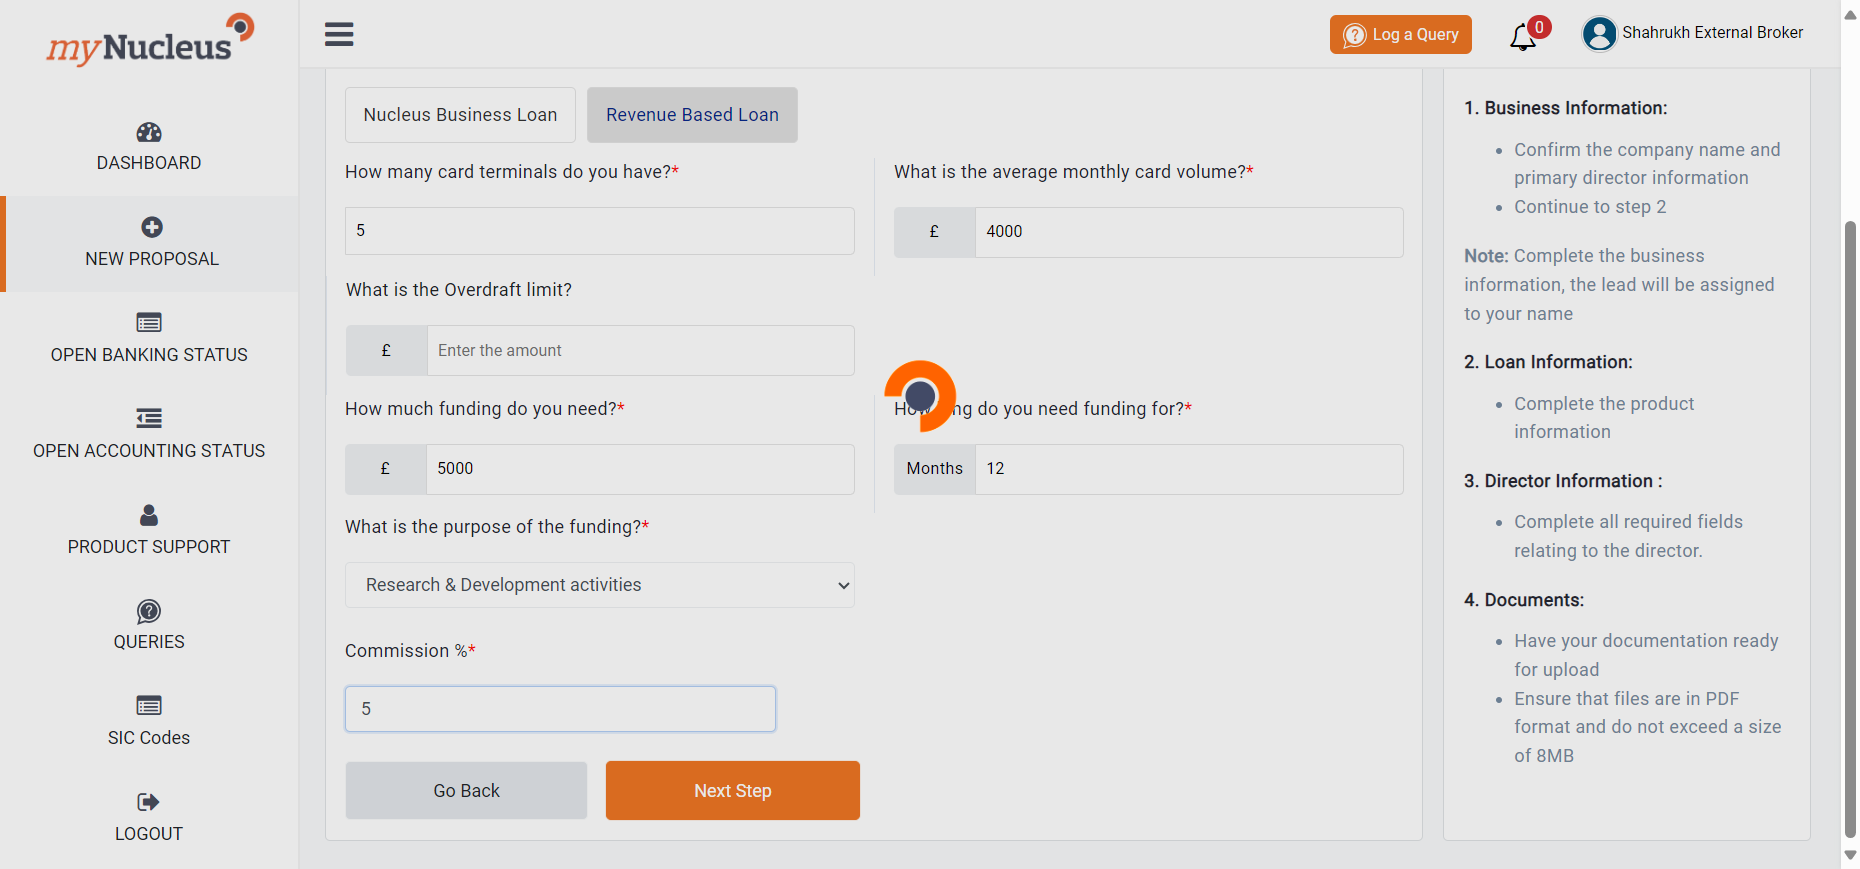 myNucleus
Log a Query
0
Shahrukh External Broker
DASHBOARD
NEW PROPOSAL
OPEN BANKING STATUS
OPEN ACCOUNTING STATUS
PRODUCT SUPPORT
QUERIES
SIC Codes
LOGOUT
Nucleus Business Loan
Revenue Based Loan
How many card terminals do you have?*
5
What is the average monthly card volume?*
£ 4000
What is the Overdraft limit?
£ Enter the amount
How much funding do you need?*
£ 5000
ng do you need funding for?*
Months 12
What is the purpose of the funding?*
Research & Development activities
Commission %*
5
Go Back
Next Step
1. Business Information:
• Confirm the company name and
primary director information
• Continue to step 2
Note: Complete the business
information, the lead will be assigned
to your name
2. Loan Information:
• Complete the product
information
3. Director Information :
• Complete all required fields
relating to the director.
4. Documents:
• Have your documentation ready
for upload
• Ensure that files are in PDF
format and do not exceed a size
of 8MB